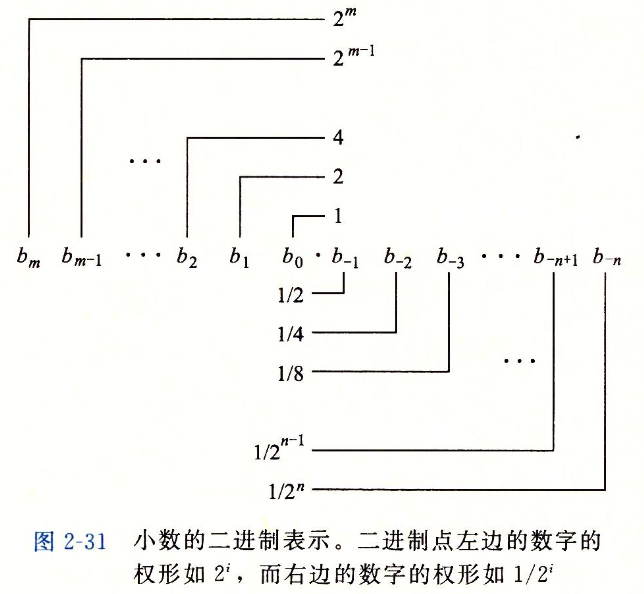 2^m
2^{m-1}
4
···
2
1
b_m b_{m-1} ··· b_2 b_1 b_0 · b_{-1} b_{-2} b_{-3} ··· b_{-n+1} b_{-n}
1/2
1/4
···
1/8
1/2^{n-1}
1/2^n
图 2-31 小数的二进制表示。二进制点左边的数字的
权形如 2^i，而右边的数字的权形如 1/2^i